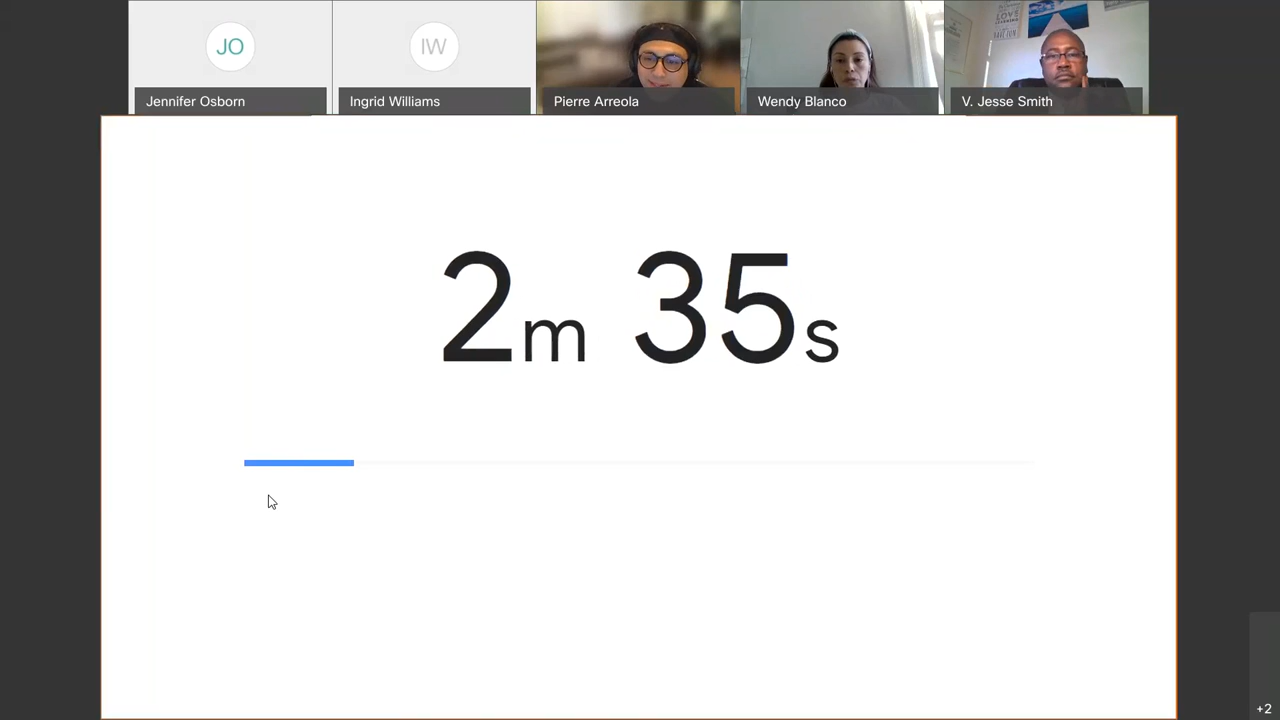 JO
IW
Jennifer Osborn
Ingrid Williams
Pierre Arreola
Wendy Blanco
V. Jesse Smith
2m 35s
+2